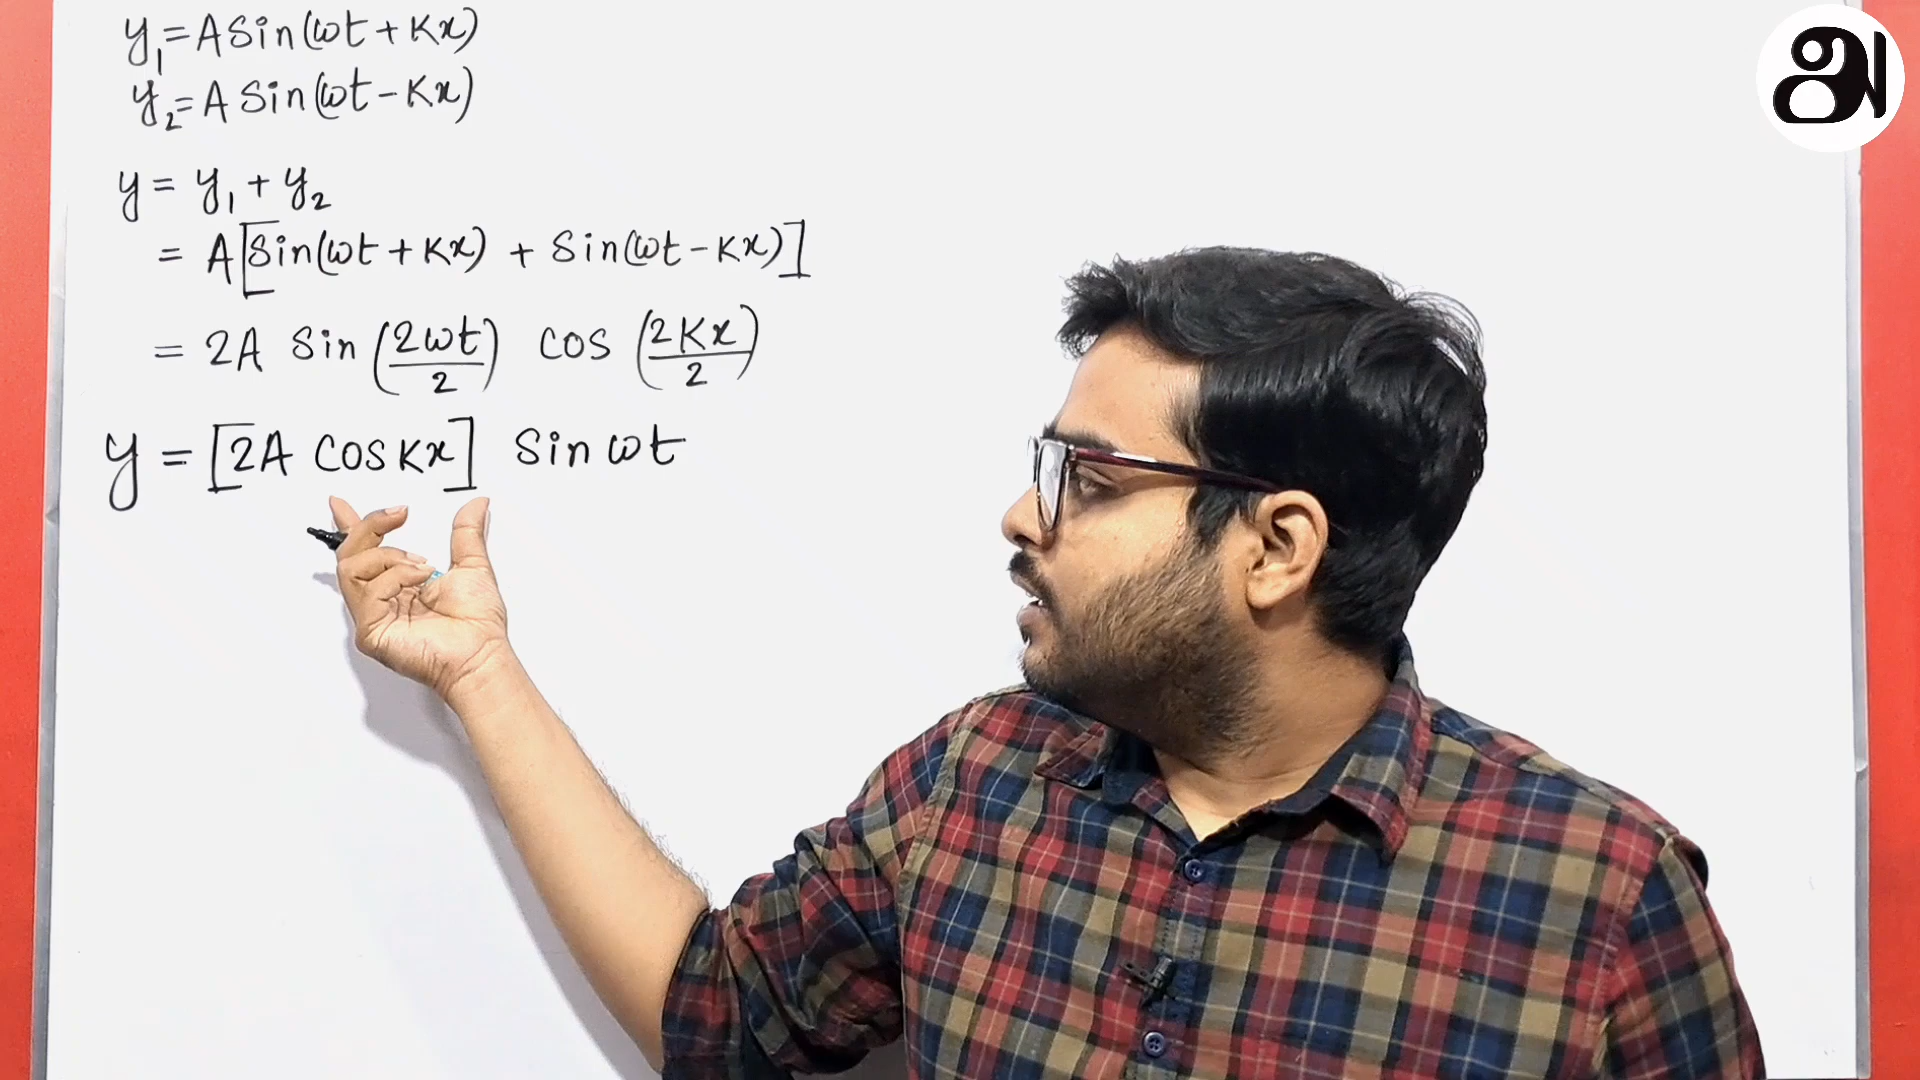 y₁ = A Sin(ωt + Kx)
y₂ = A Sin(ωt - Kx)
y = y₁ + y₂
= A[Sin(ωt + Kx) + Sin(ωt - Kx)]
= 2A Sin (2ωt/2) cos (2Kx/2)
y = [2A COS Kx] Sin ωt